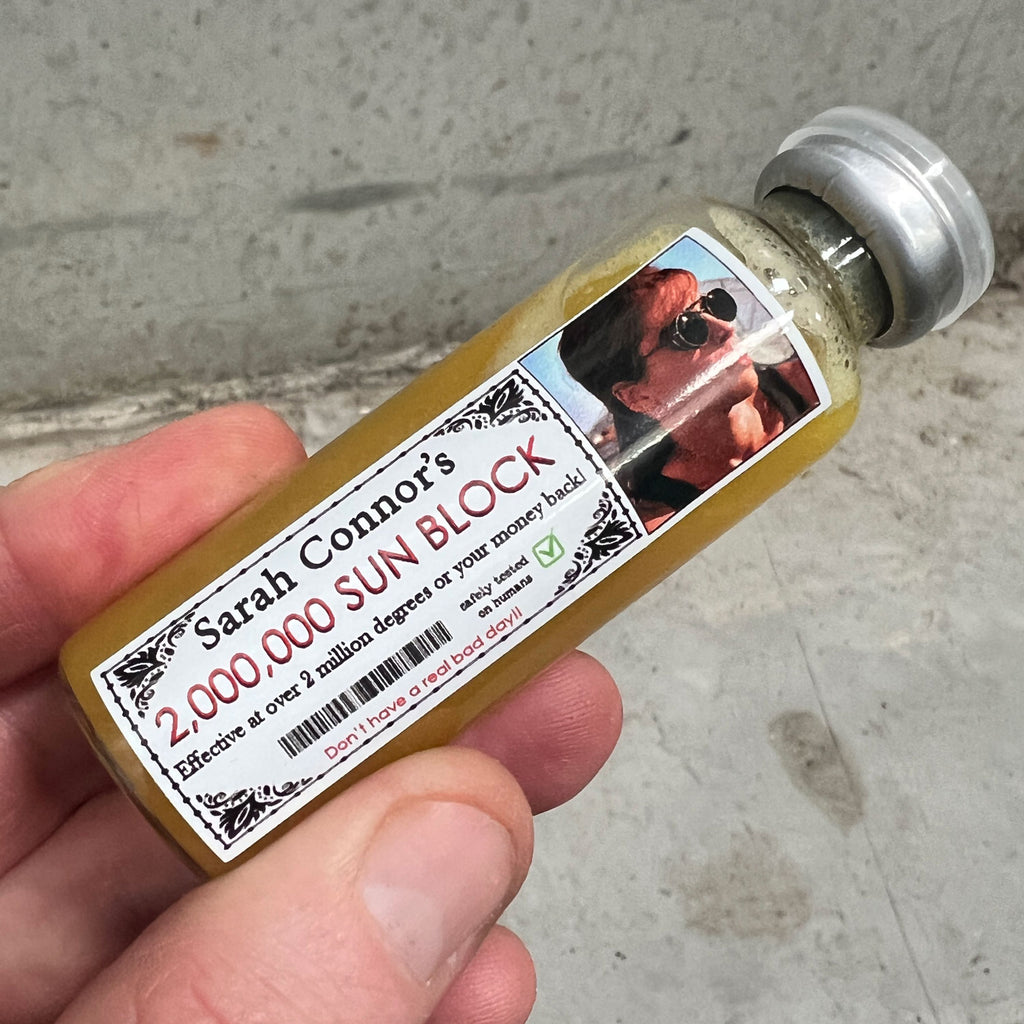 Sarah Connor's
2,000,000 SUN BLOCK
Effective at over 2 million degrees or your money back!
safely tested
on humans
Don't have a real bad day!!